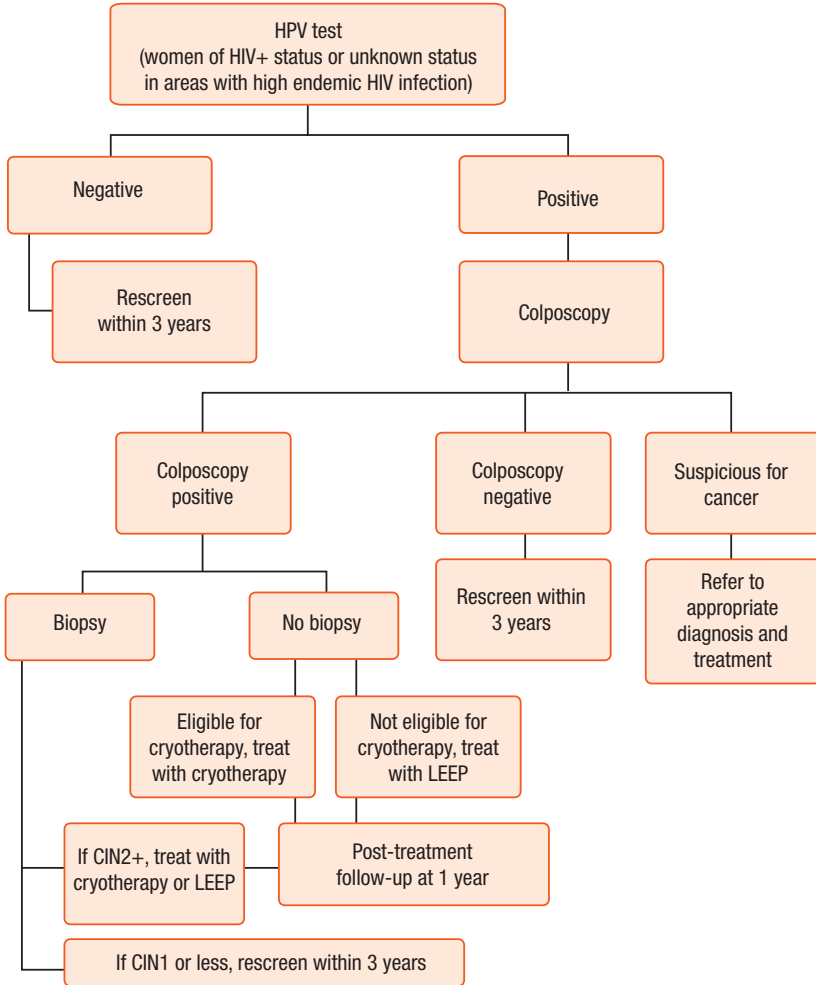 HPV test
(women of HIV+ status or unknown status
in areas with high endemic HIV infection)
Negative
Positive
Rescreen
within 3 years
Colposcopy
Colposcopy
positive
Colposcopy
negative
Suspicious for
cancer
Biopsy
No biopsy
Rescreen within
3 years
Refer to
appropriate
diagnosis and
treatment
Eligible for
cryotherapy, treat
with cryotherapy
Not eligible for
cryotherapy, treat
with LEEP
If CIN2+, treat with
cryotherapy or LEEP
Post-treatment
follow-up at 1 year
If CIN1 or less, rescreen within 3 years